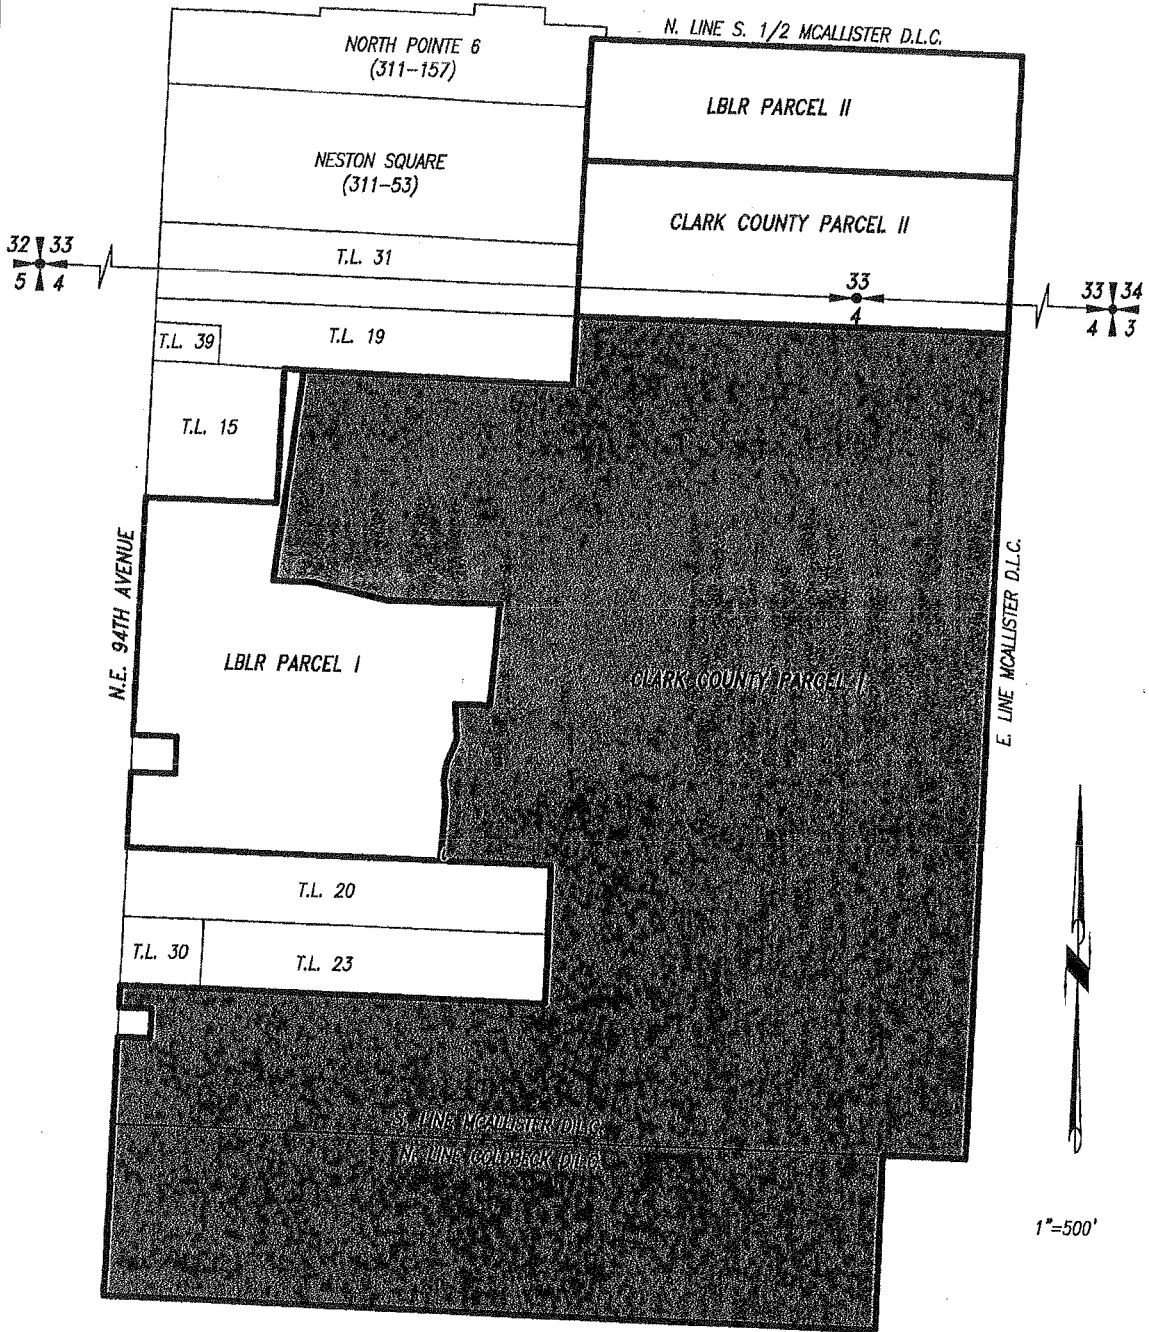 N. LINE S. 1/2 MCALLISTER D.L.C.
NORTH POINTE 6
(311-157)
LBLR PARCEL II
NESTON SQUARE
(311-53)
CLARK COUNTY PARCEL II
32 33
5 4
T.L. 31
33
4
33 34
4 3
T.L. 39
T.L. 19
T.L. 15
N.E. 94TH AVENUE
LBLR PARCEL I
CLARK COUNTY PARCEL I
E. LINE MCALLISTER D.L.C.
T.L. 20
T.L. 30
T.L. 23
S. LINE MCALLISTER D.L.C.
N. LINE GOLDBECK D.L.C.
1"=500'